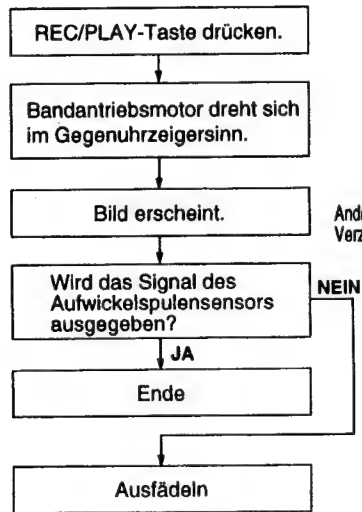 REC/PLAY-Taste drücken.
Bandantriebsmotor dreht sich
im Gegenuhrzeigersinn.
Bild erscheint.
Wird das Signal des
Aufwickelspulensensors
ausgegeben?
NEIN
JA
Ende
Ausfädeln